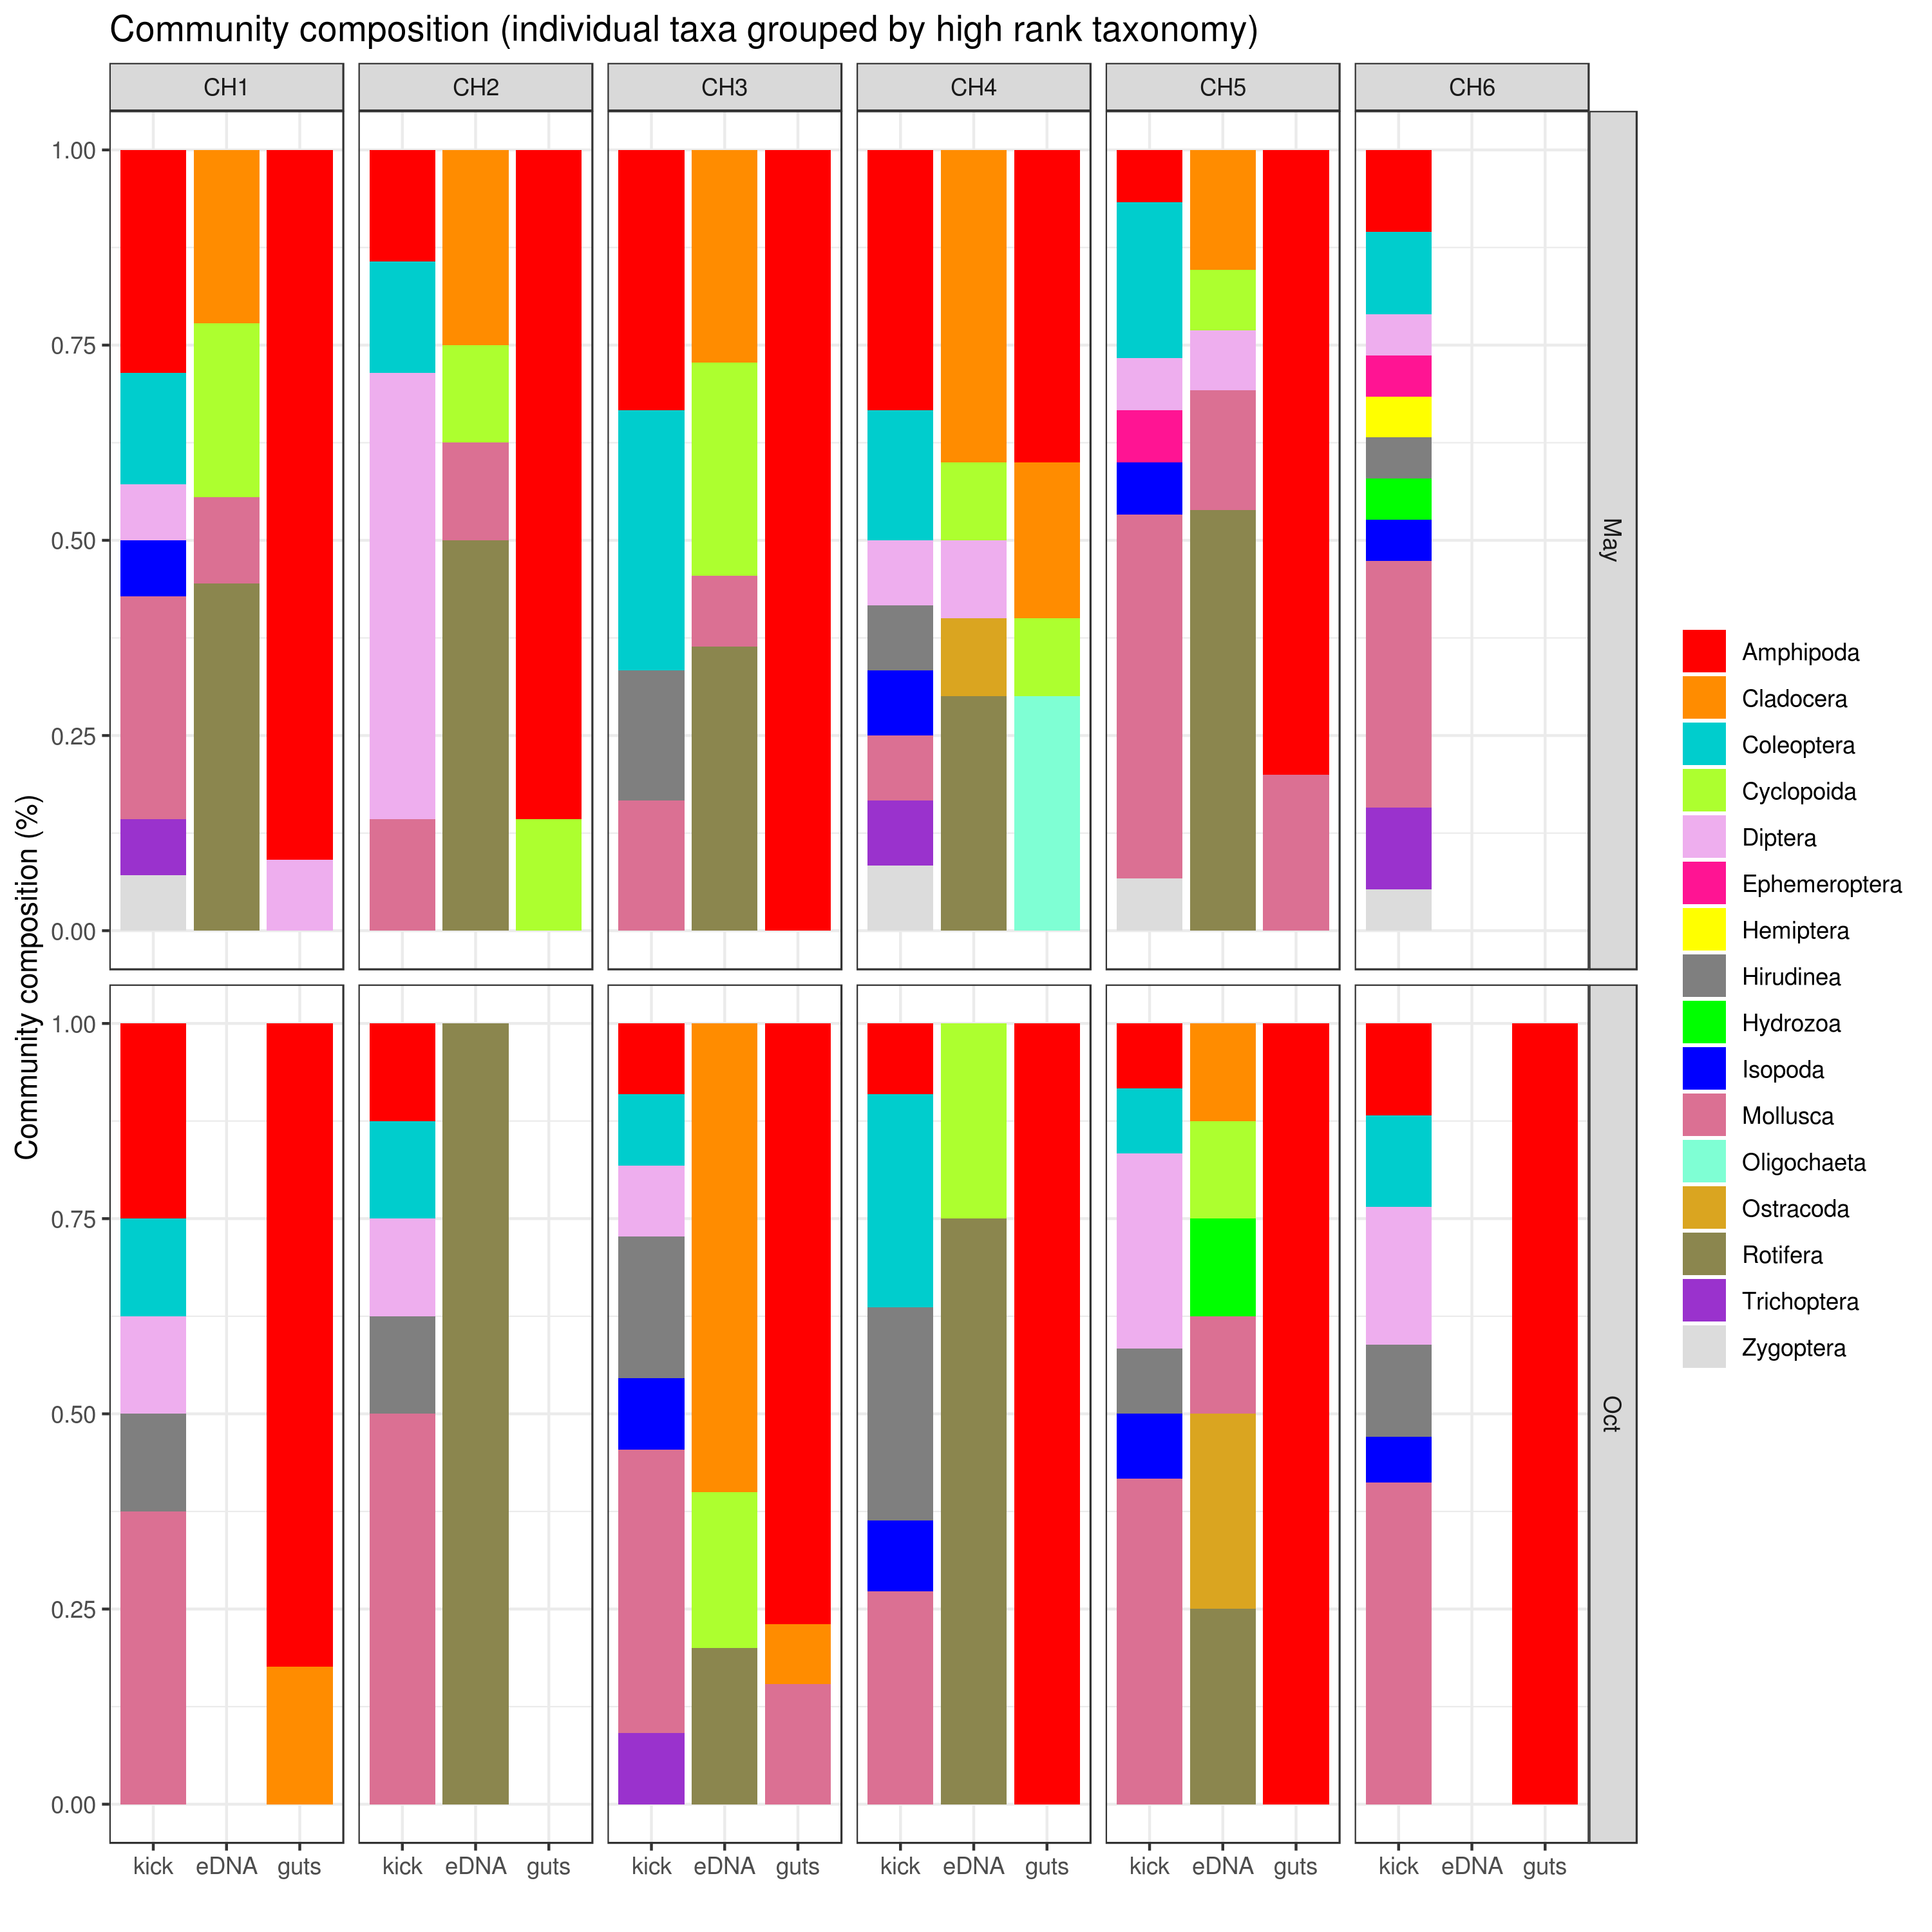 Community composition (individual taxa grouped by high rank taxonomy)
CH1 CH2 CH3 CH4 CH5 CH6
Community composition (%)
1.00
0.75
0.50
0.25
0.00
May
1.00
0.75
0.50
0.25
0.00
Oct
kick eDNA guts kick eDNA guts kick eDNA guts kick eDNA guts kick eDNA guts kick eDNA guts
Amphipoda
Cladocera
Coleoptera
Cyclopoida
Diptera
Ephemeroptera
Hemiptera
Hirudinea
Hydrozoa
Isopoda
Mollusca
Oligochaeta
Ostracoda
Rotifera
Trichoptera
Zygoptera